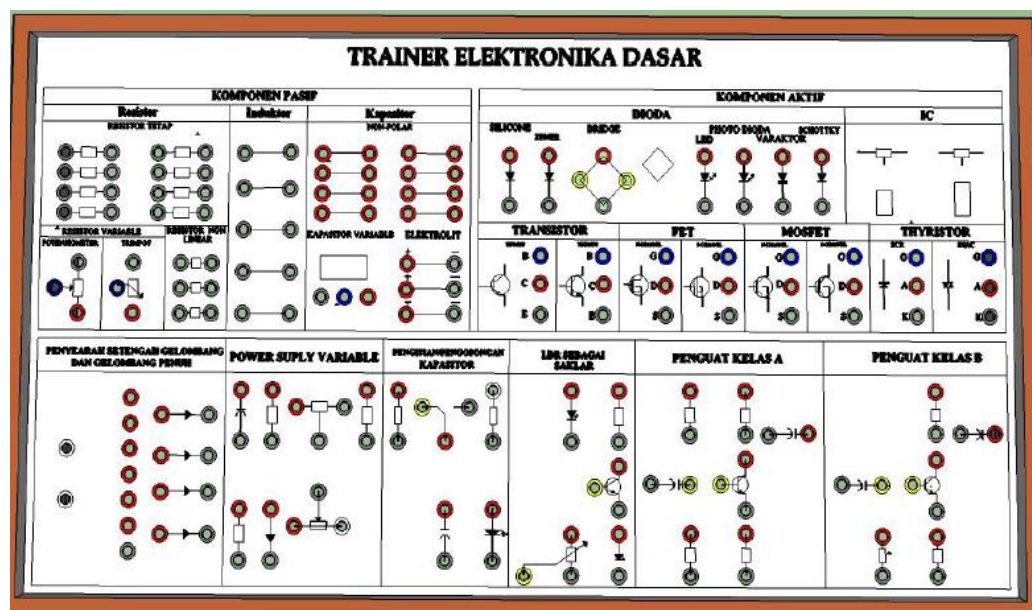 TRAINER ELEKTRONIKA DASAR
KOMPONEN PASIF
KOMPONEN AKTIF
Resistor
Induktor
Kapasitor
DIODA
IC
RESISTOR TETAP
NON-POLAR
SILICONE
ZENER
BRIDGE
LED
PHOTO DIODA
VARAKTOR
SCHOTTKY
RESISTOR VARIABLE
RESISTOR NON
LINEAR
KAPASITOR VARIABLE
ELEKTROLIT
TRIMPOT
TRANSISTOR
FET
MOSFET
THYRISTOR
SCR
B
B
G
G
G
G
G
G
C
C
D
D
D
D
A
A
E
S
S
S
S
K
K
PENYEARAH SETENGAH GELOMBANG
DAN GELOMBANG PENUH
POWER SUPLY VARIABLE
KAPASITOR
LDR SEBAGAI
SAKLAR
PENGUAT KELAS A
PENGUAT KELAS B